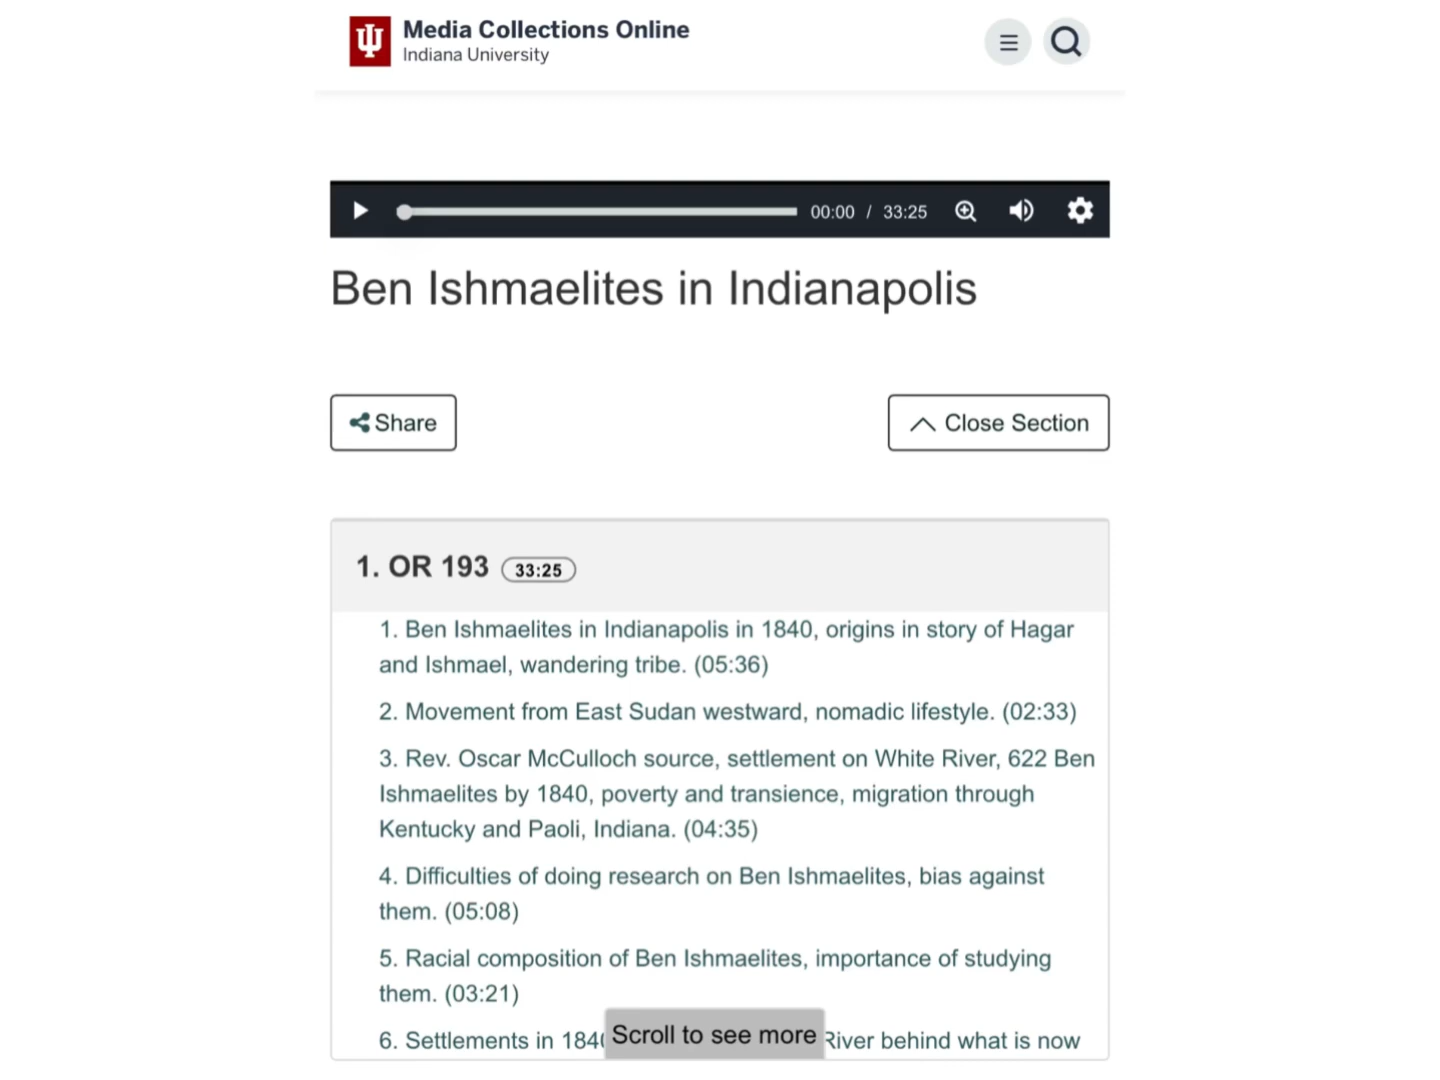 Media Collections Online
Indiana University
00:00 / 33:25
Ben Ishmaelites in Indianapolis
Share
Close Section
1. OR 193 33:25
1. Ben Ishmaelites in Indianapolis in 1840, origins in story of Hagar
and Ishmael, wandering tribe. (05:36)
2. Movement from East Sudan westward, nomadic lifestyle. (02:33)
3. Rev. Oscar McCulloch source, settlement on White River, 622 Ben
Ishmaelites by 1840, poverty and transience, migration through
Kentucky and Paoli, Indiana. (04:35)
4. Difficulties of doing research on Ben Ishmaelites, bias against
them. (05:08)
5. Racial composition of Ben Ishmaelites, importance of studying
them. (03:21)
6. Settlements in 184 Scroll to see more River behind what is now